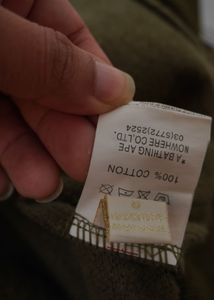 100% COTTON
*A BATHING APE
NOWHERE CO.LTD.
03(5772)2524